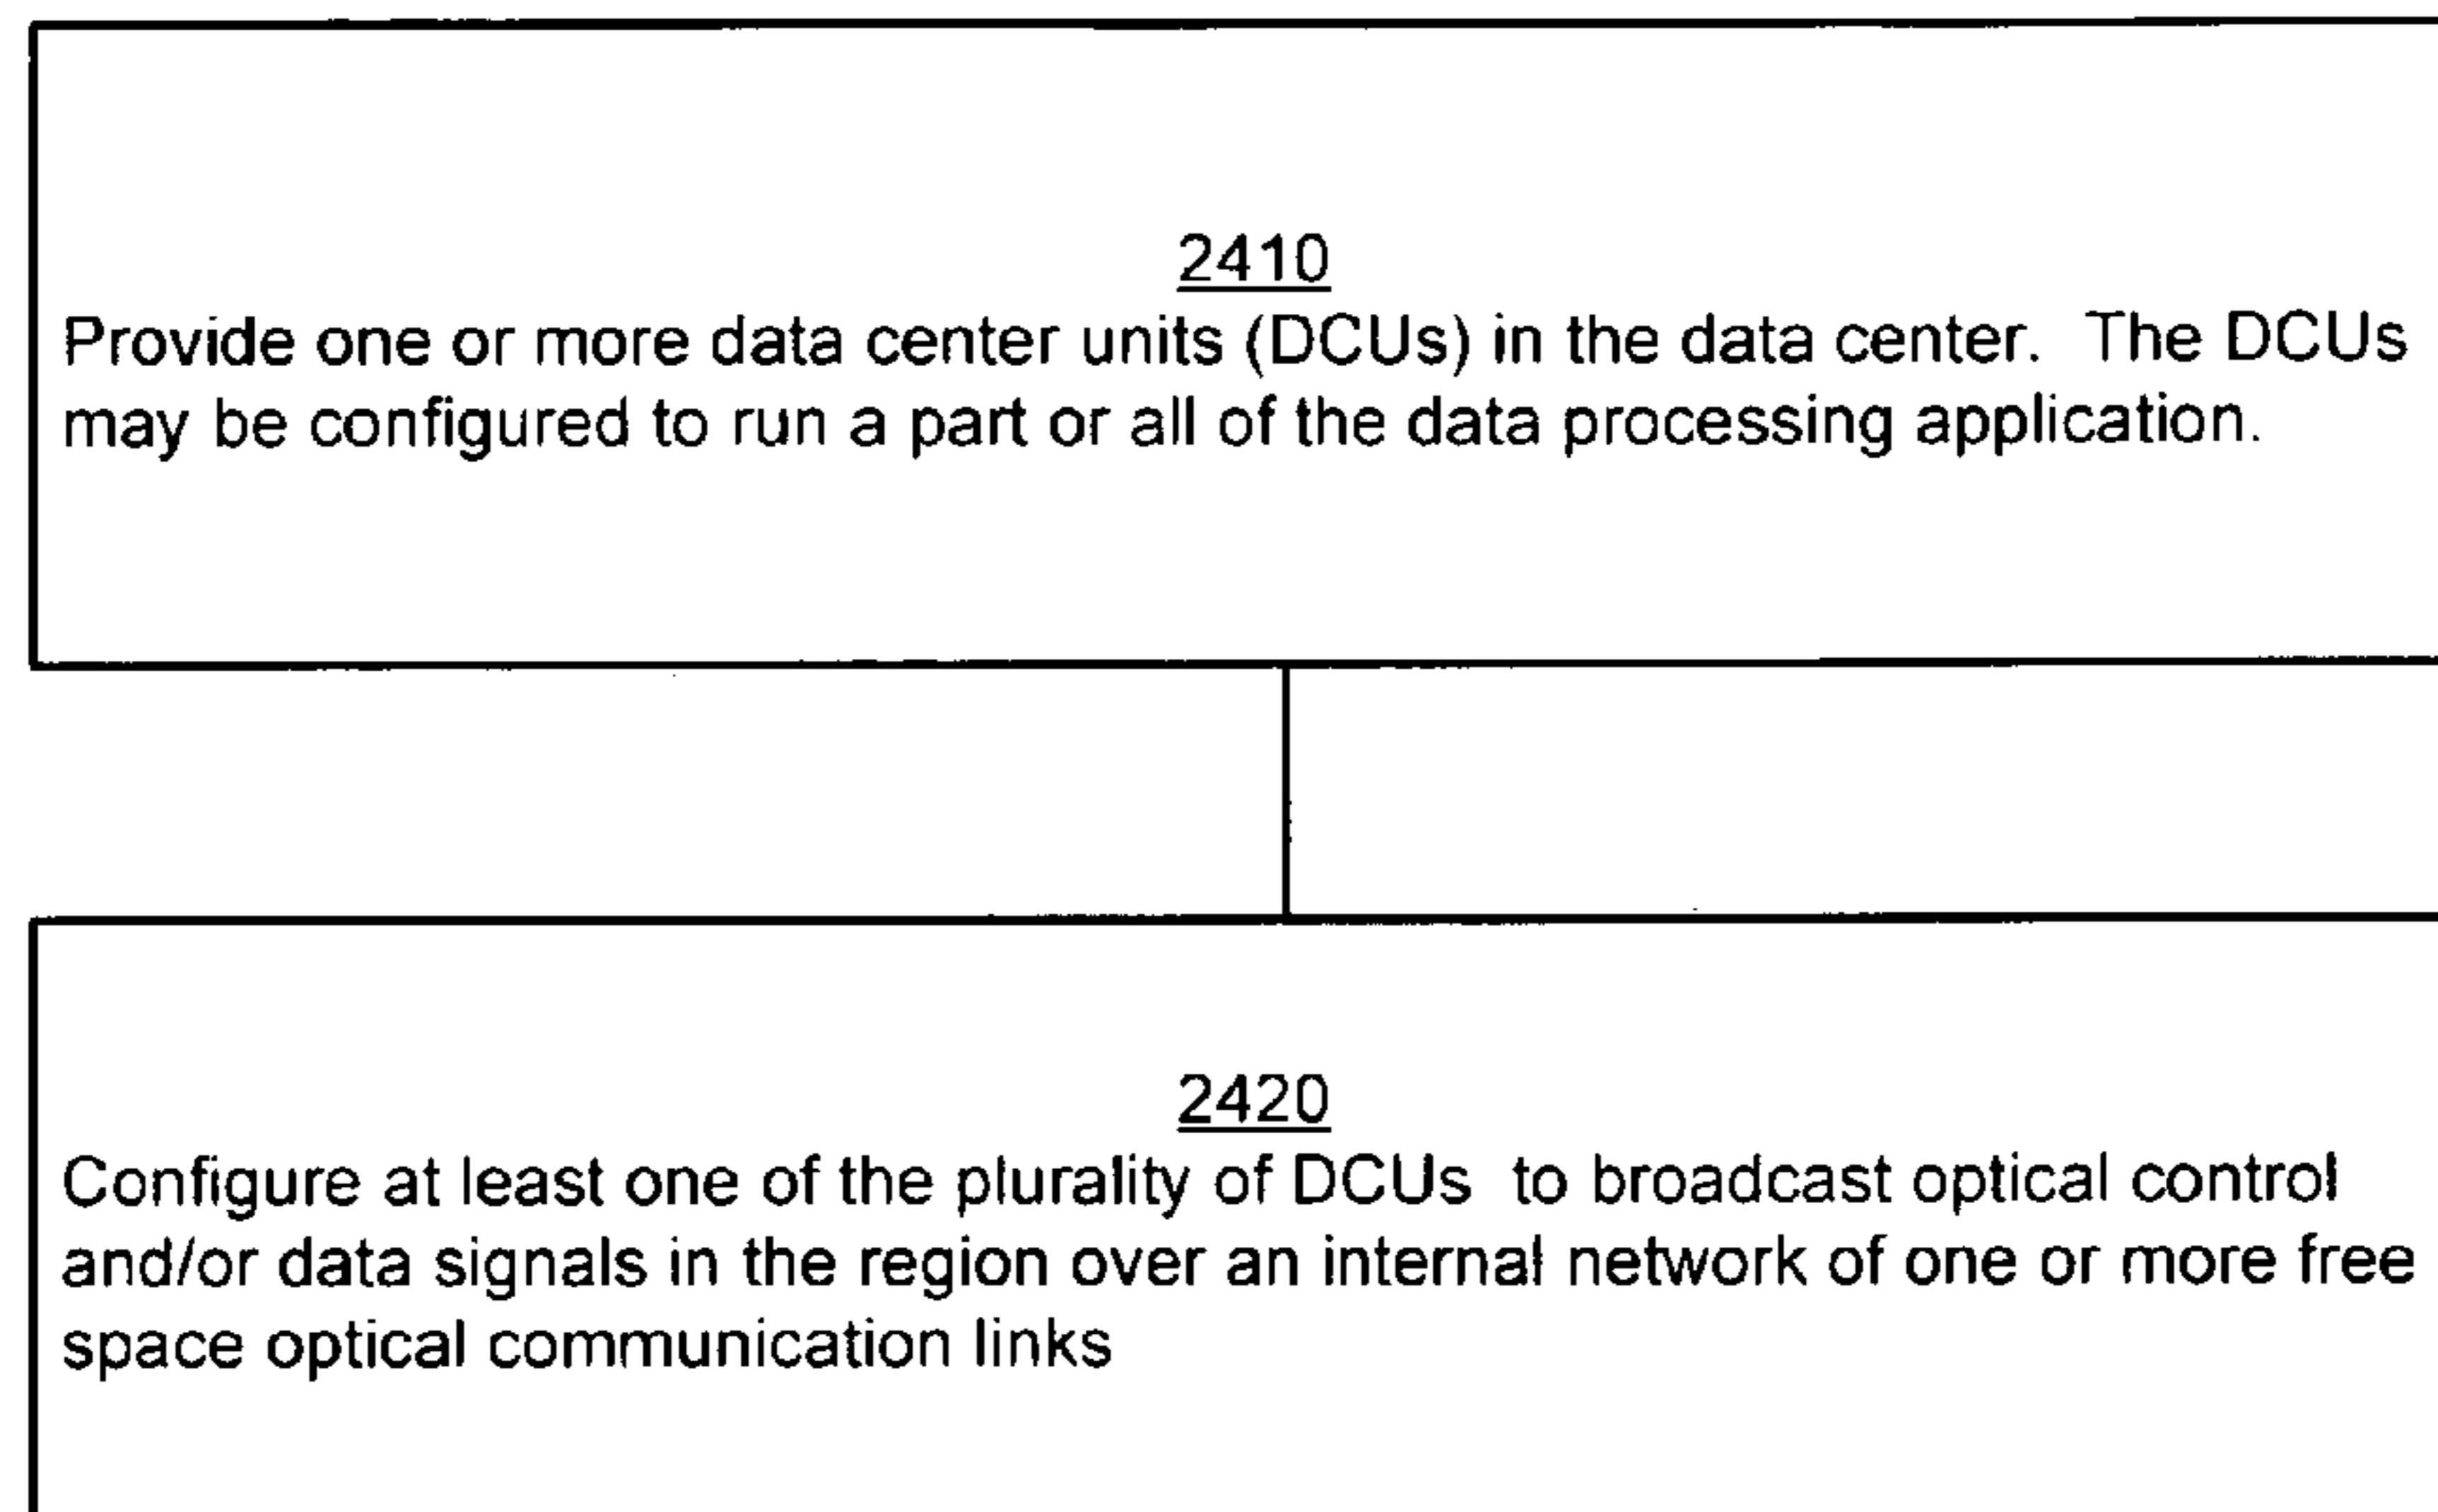 2410
Provide one or more data center units (DCUs) in the data center.  The DCUs
may be configured to run a part or all of the data processing application.
2420
Configure at least one of the plurality of DCUs  to broadcast optical control
and/or data signals in the region over an internal network of one or more free
space optical communication links